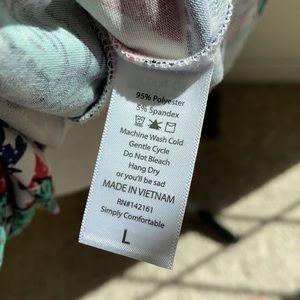 95% Polyester
5% Spandex
Machine Wash Cold
Gentle Cycle
Do Not Bleach
Hang Dry
or you'll be sad
MADE IN VIETNAM
RN#142161
Simply Comfortable
L